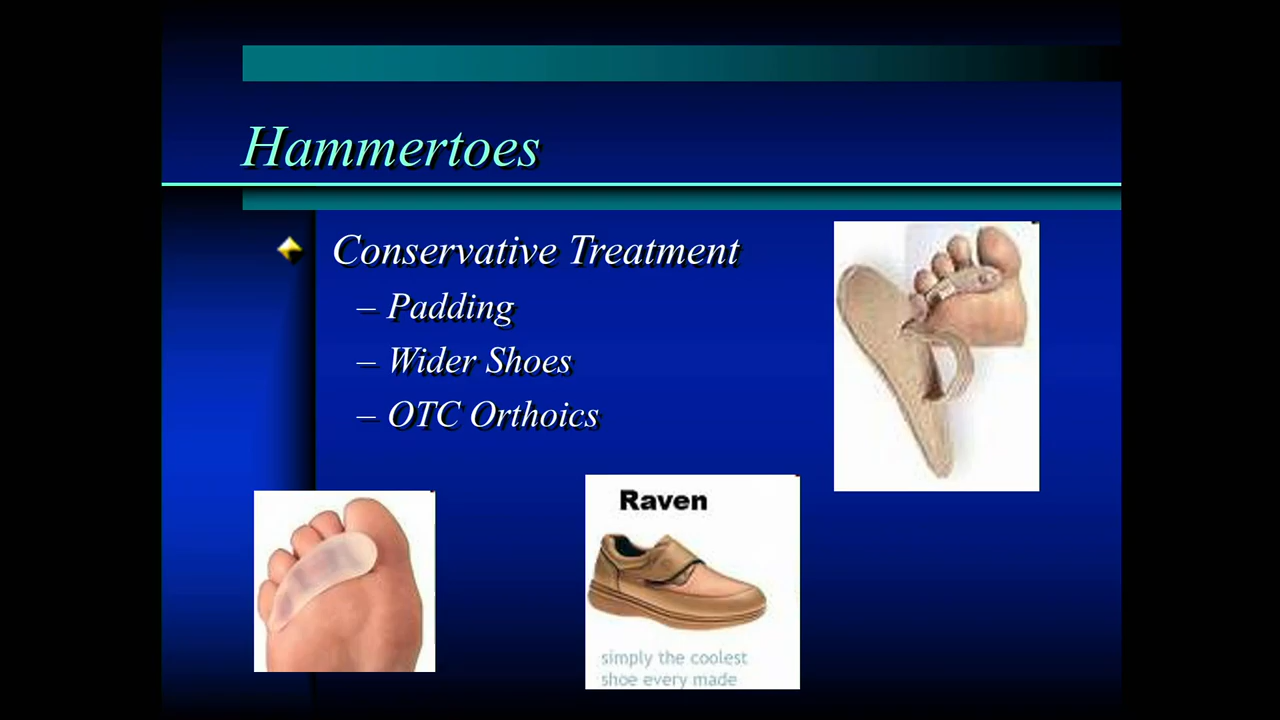 Hammertoes
Conservative Treatment
– Padding
– Wider Shoes
– OTC Orthoics
Raven
simply the coolest
shoe every made